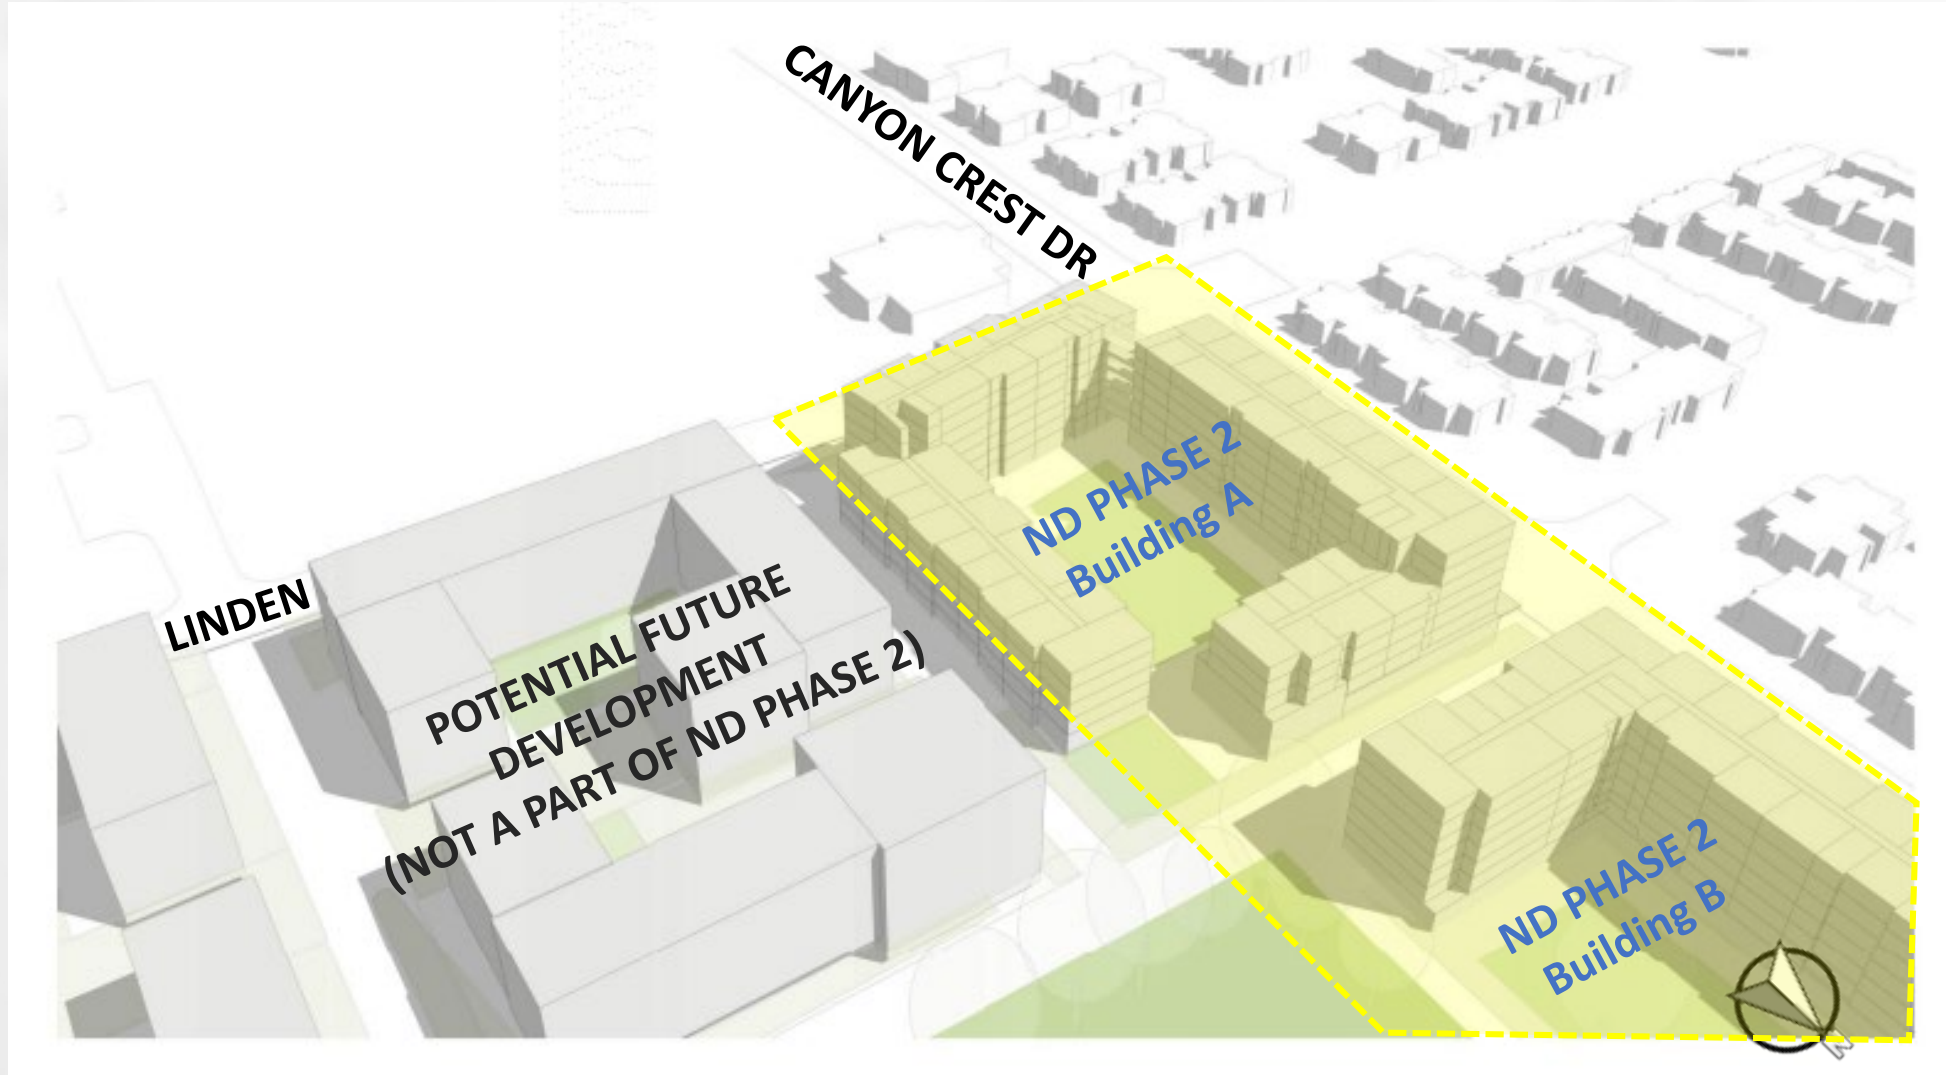 CANYON CREST DR
LINDEN
POTENTIAL FUTURE
DEVELOPMENT
(NOT A PART OF ND PHASE 2)
ND PHASE 2
Building A
ND PHASE 2
Building B
N